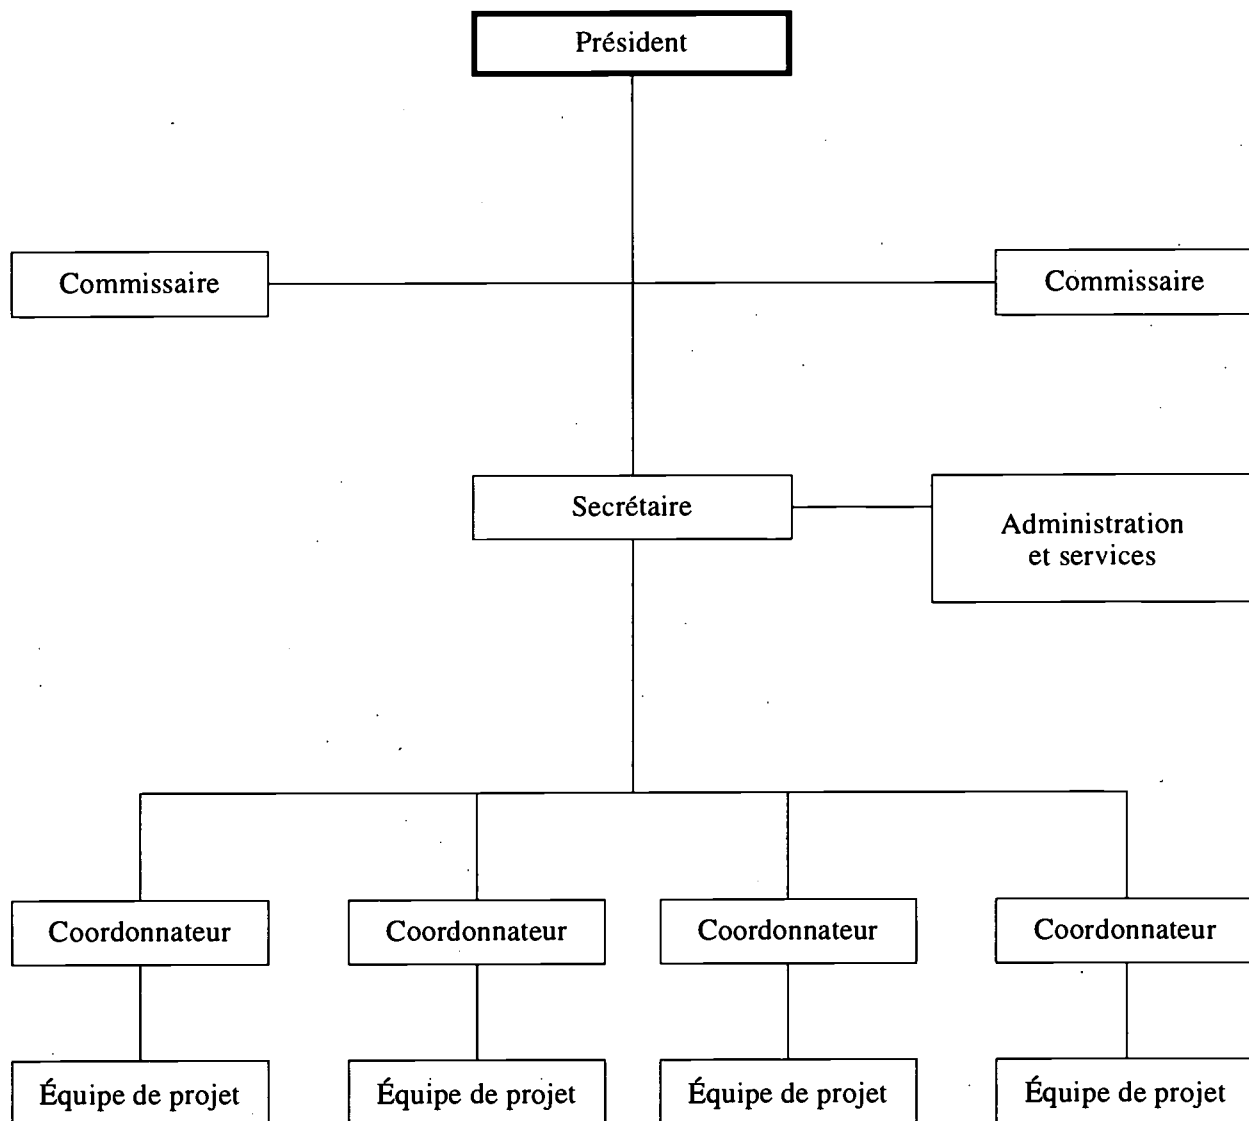 Président
Commissaire
Commissaire
Secrétaire
Administration
et services
Coordonnateur
Coordonnateur
Coordonnateur
Coordonnateur
Équipe de projet
Équipe de projet
Équipe de projet
Équipe de projet